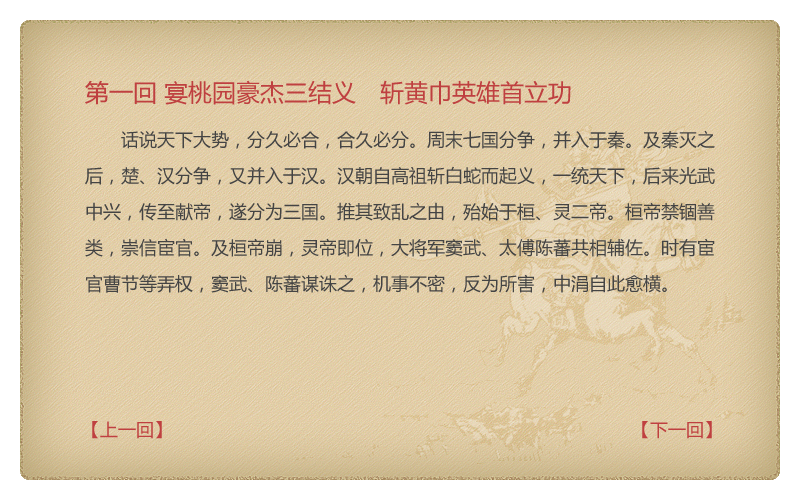 第一回 宴桃园豪杰三结义　斩黄巾英雄首立功
话说天下大势，分久必合，合久必分。周末七国分争，并入于秦。及秦灭之
后，楚、汉分争，又并入于汉。汉朝自高祖斩白蛇而起义，一统天下，后来光武
中兴，传至献帝，遂分为三国。推其致乱之由，殆始于桓、灵二帝。桓帝禁锢善
类，崇信宦官。及桓帝崩，灵帝即位，大将军窦武、太傅陈蕃共相辅佐。时有宦
官曹节等弄权，窦武、陈蕃谋诛之，机事不密，反为所害，中涓自此愈横。
【上一回】
【下一回】